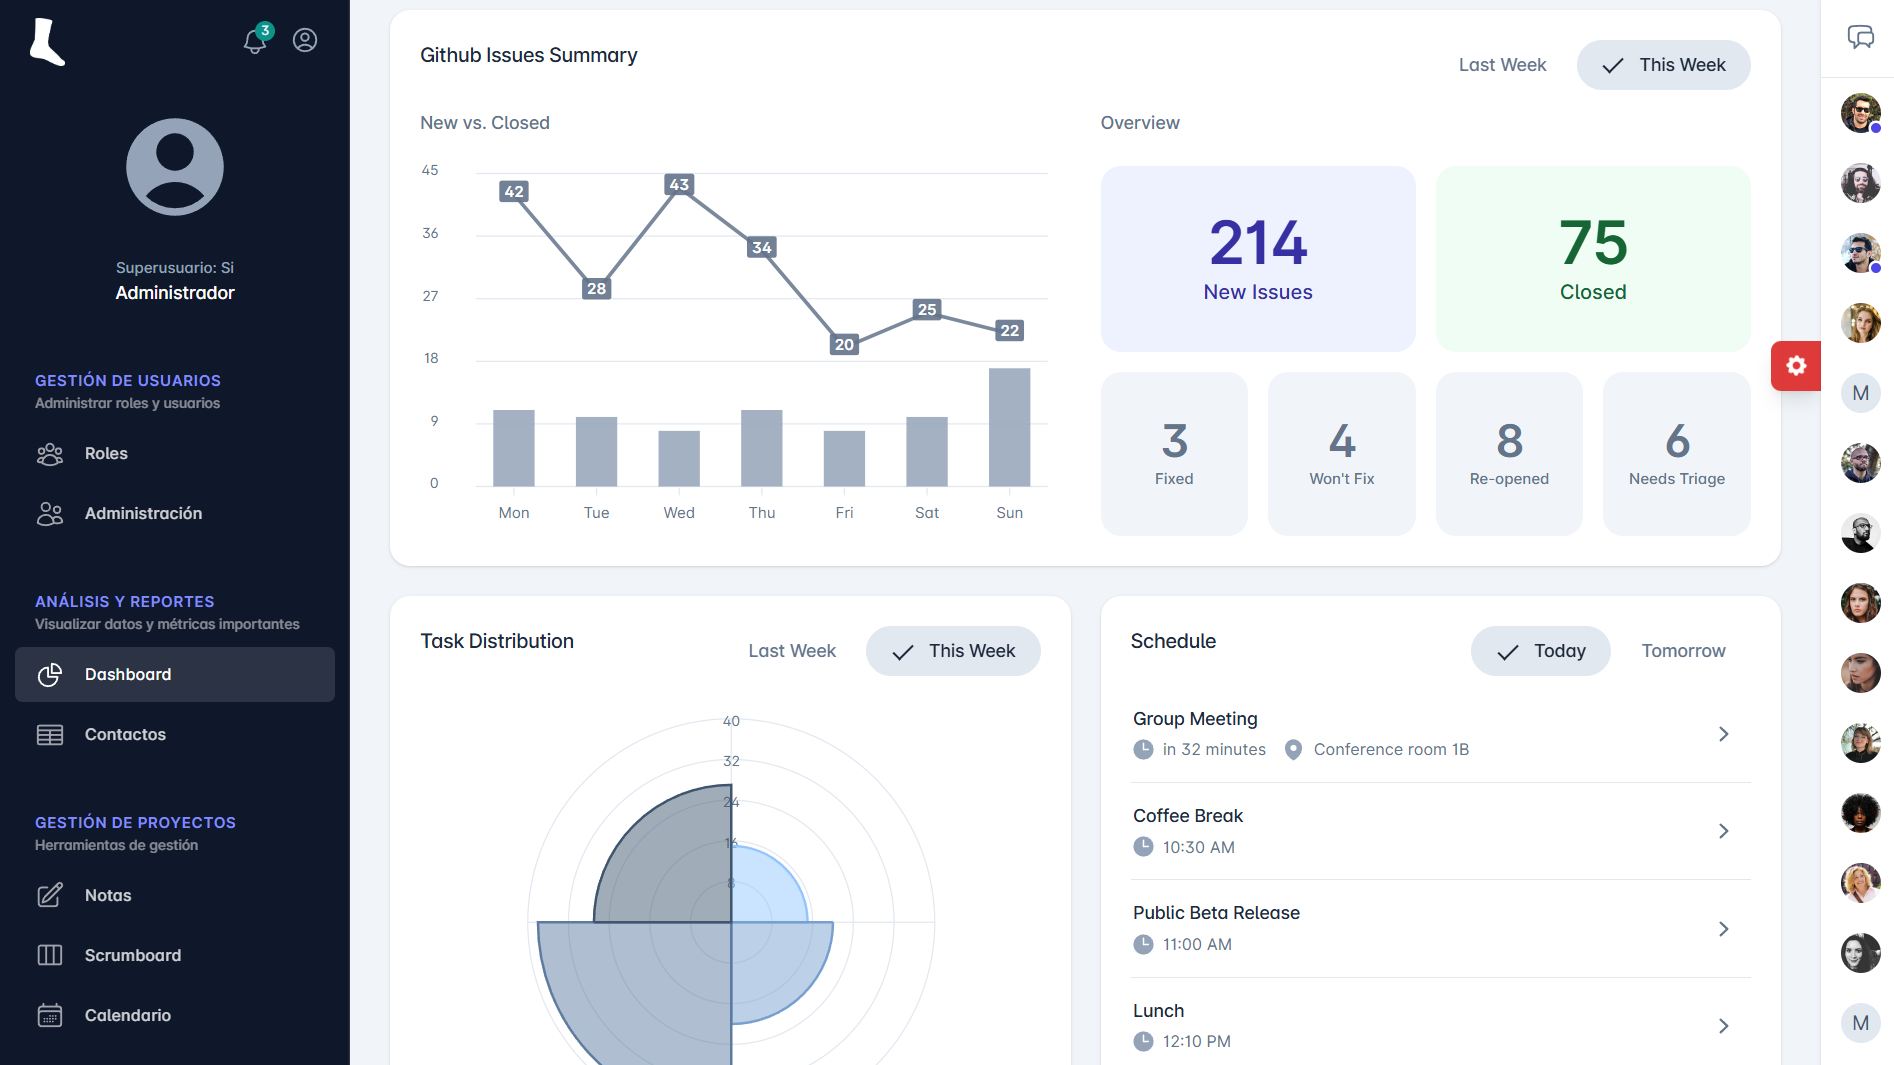 3
Superusuario: Si
Administrador
GESTIÓN DE USUARIOS
Administrar roles y usuarios
Roles
Administración
ANÁLISIS Y REPORTES
Visualizar datos y métricas importantes
Dashboard
Contactos
GESTIÓN DE PROYECTOS
Herramientas de gestión
Notas
Scrumboard
Calendario
Github Issues Summary
Last Week
This Week
New vs. Closed
45
36
27
18
9
0
42
28
43
34
20
25
22
Mon Tue Wed Thu Fri Sat Sun
Overview
214
New Issues
75
Closed
3
Fixed
4
Won't Fix
8
Re-opened
6
Needs Triage
Task Distribution
Last Week
This Week
40
32
24
16
8
Schedule
Today
Tomorrow
Group Meeting
in 32 minutes Conference room 1B
Coffee Break
10:30 AM
Public Beta Release
11:00 AM
Lunch
12:10 PM
M
M